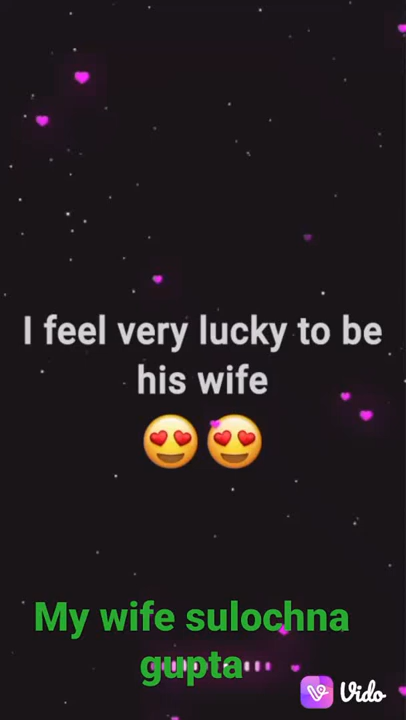 I feel very lucky to be
his wife
😍😍
My wife sulochna
gupta
Vido